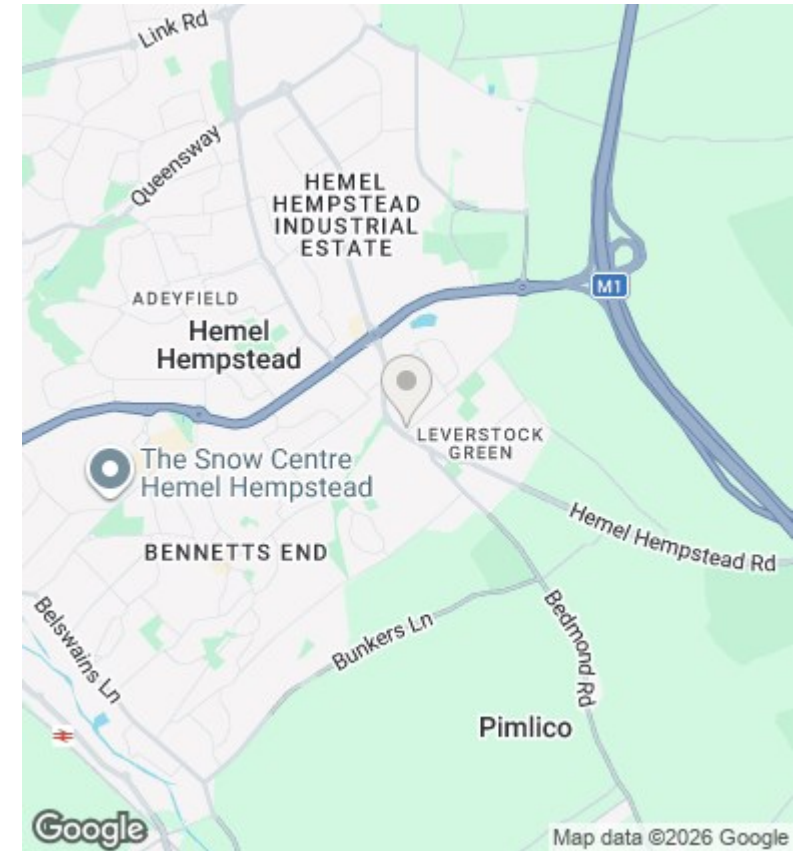 Link Rd
Queensway
HEMEL
HEMPSTEAD
INDUSTRIAL
ESTATE
M1
ADEYFIELD
Hemel
Hempstead
LEVERSTOCK
GREEN
The Snow Centre
Hemel Hempstead
Hemel Hempstead Rd
BENNETTS END
Belswains Ln
Bunkers Ln
Bedmond Rd
Pimlico
Google
Map data ©2026 Google